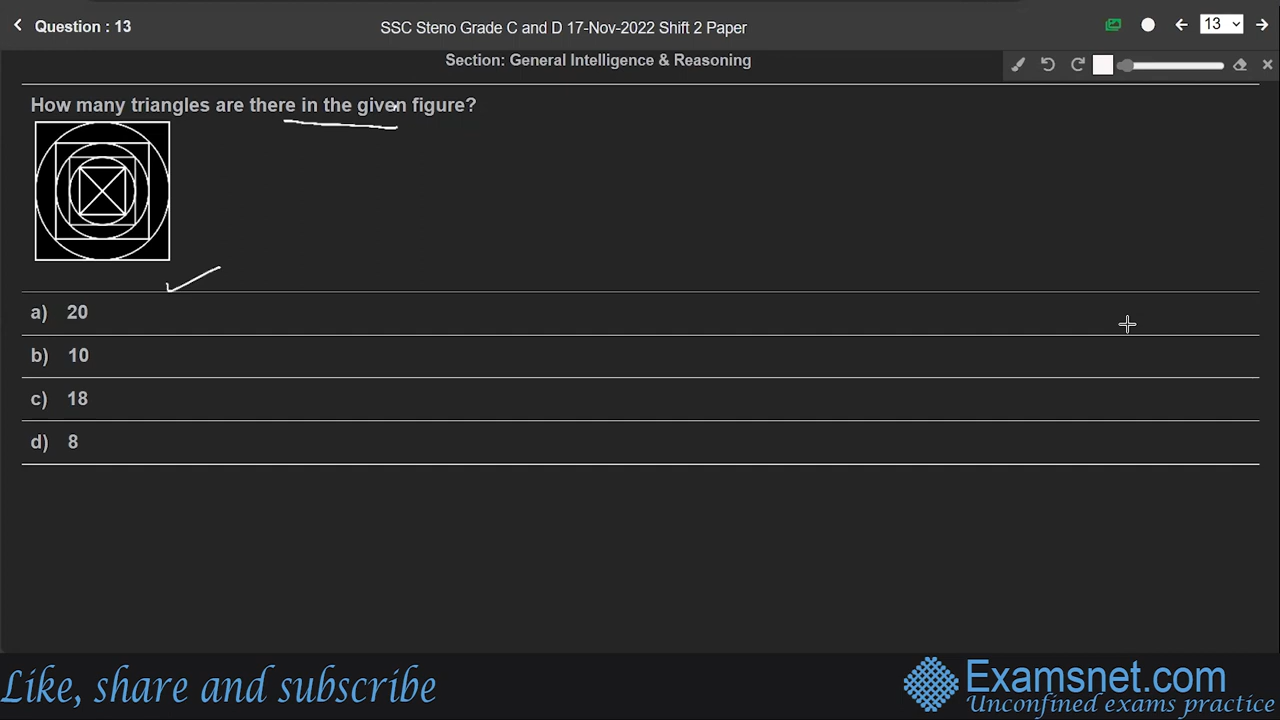 Question : 13
SSC Steno Grade C and D 17-Nov-2022 Shift 2 Paper
13
Section: General Intelligence & Reasoning
How many triangles are there in the given figure?
a) 20
b) 10
c) 18
d) 8
Like, share and subscribe
Examsnet.com
Unconfined exams practice